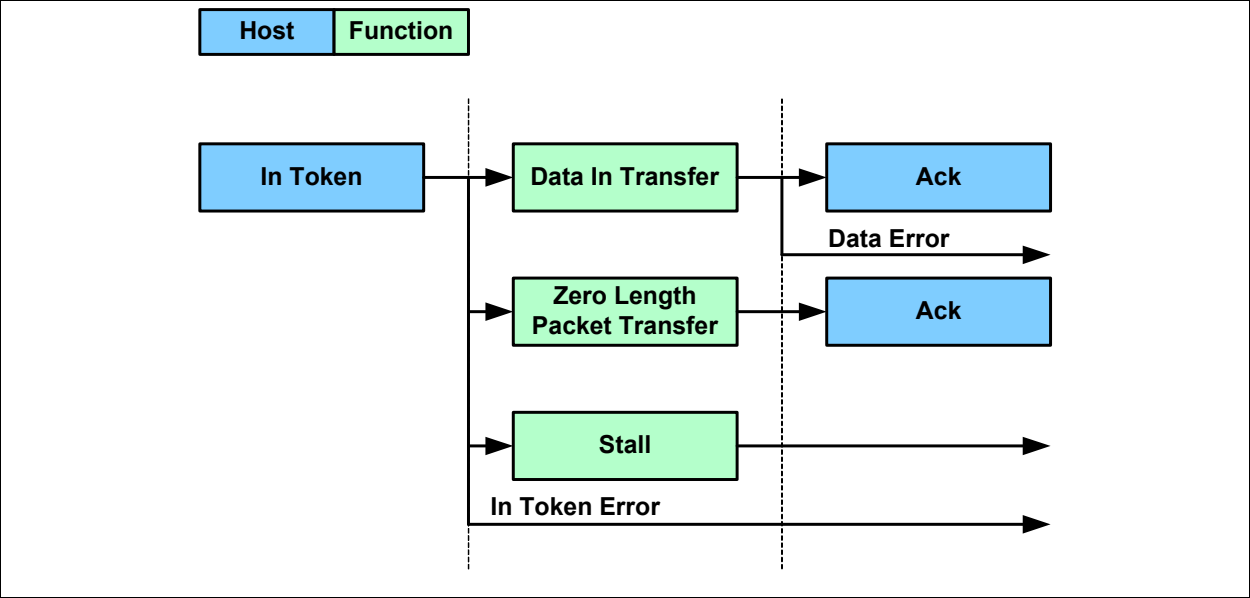 Host Function
In Token
Data In Transfer
Ack
Data Error
Zero Length
Packet Transfer
Ack
Stall
In Token Error